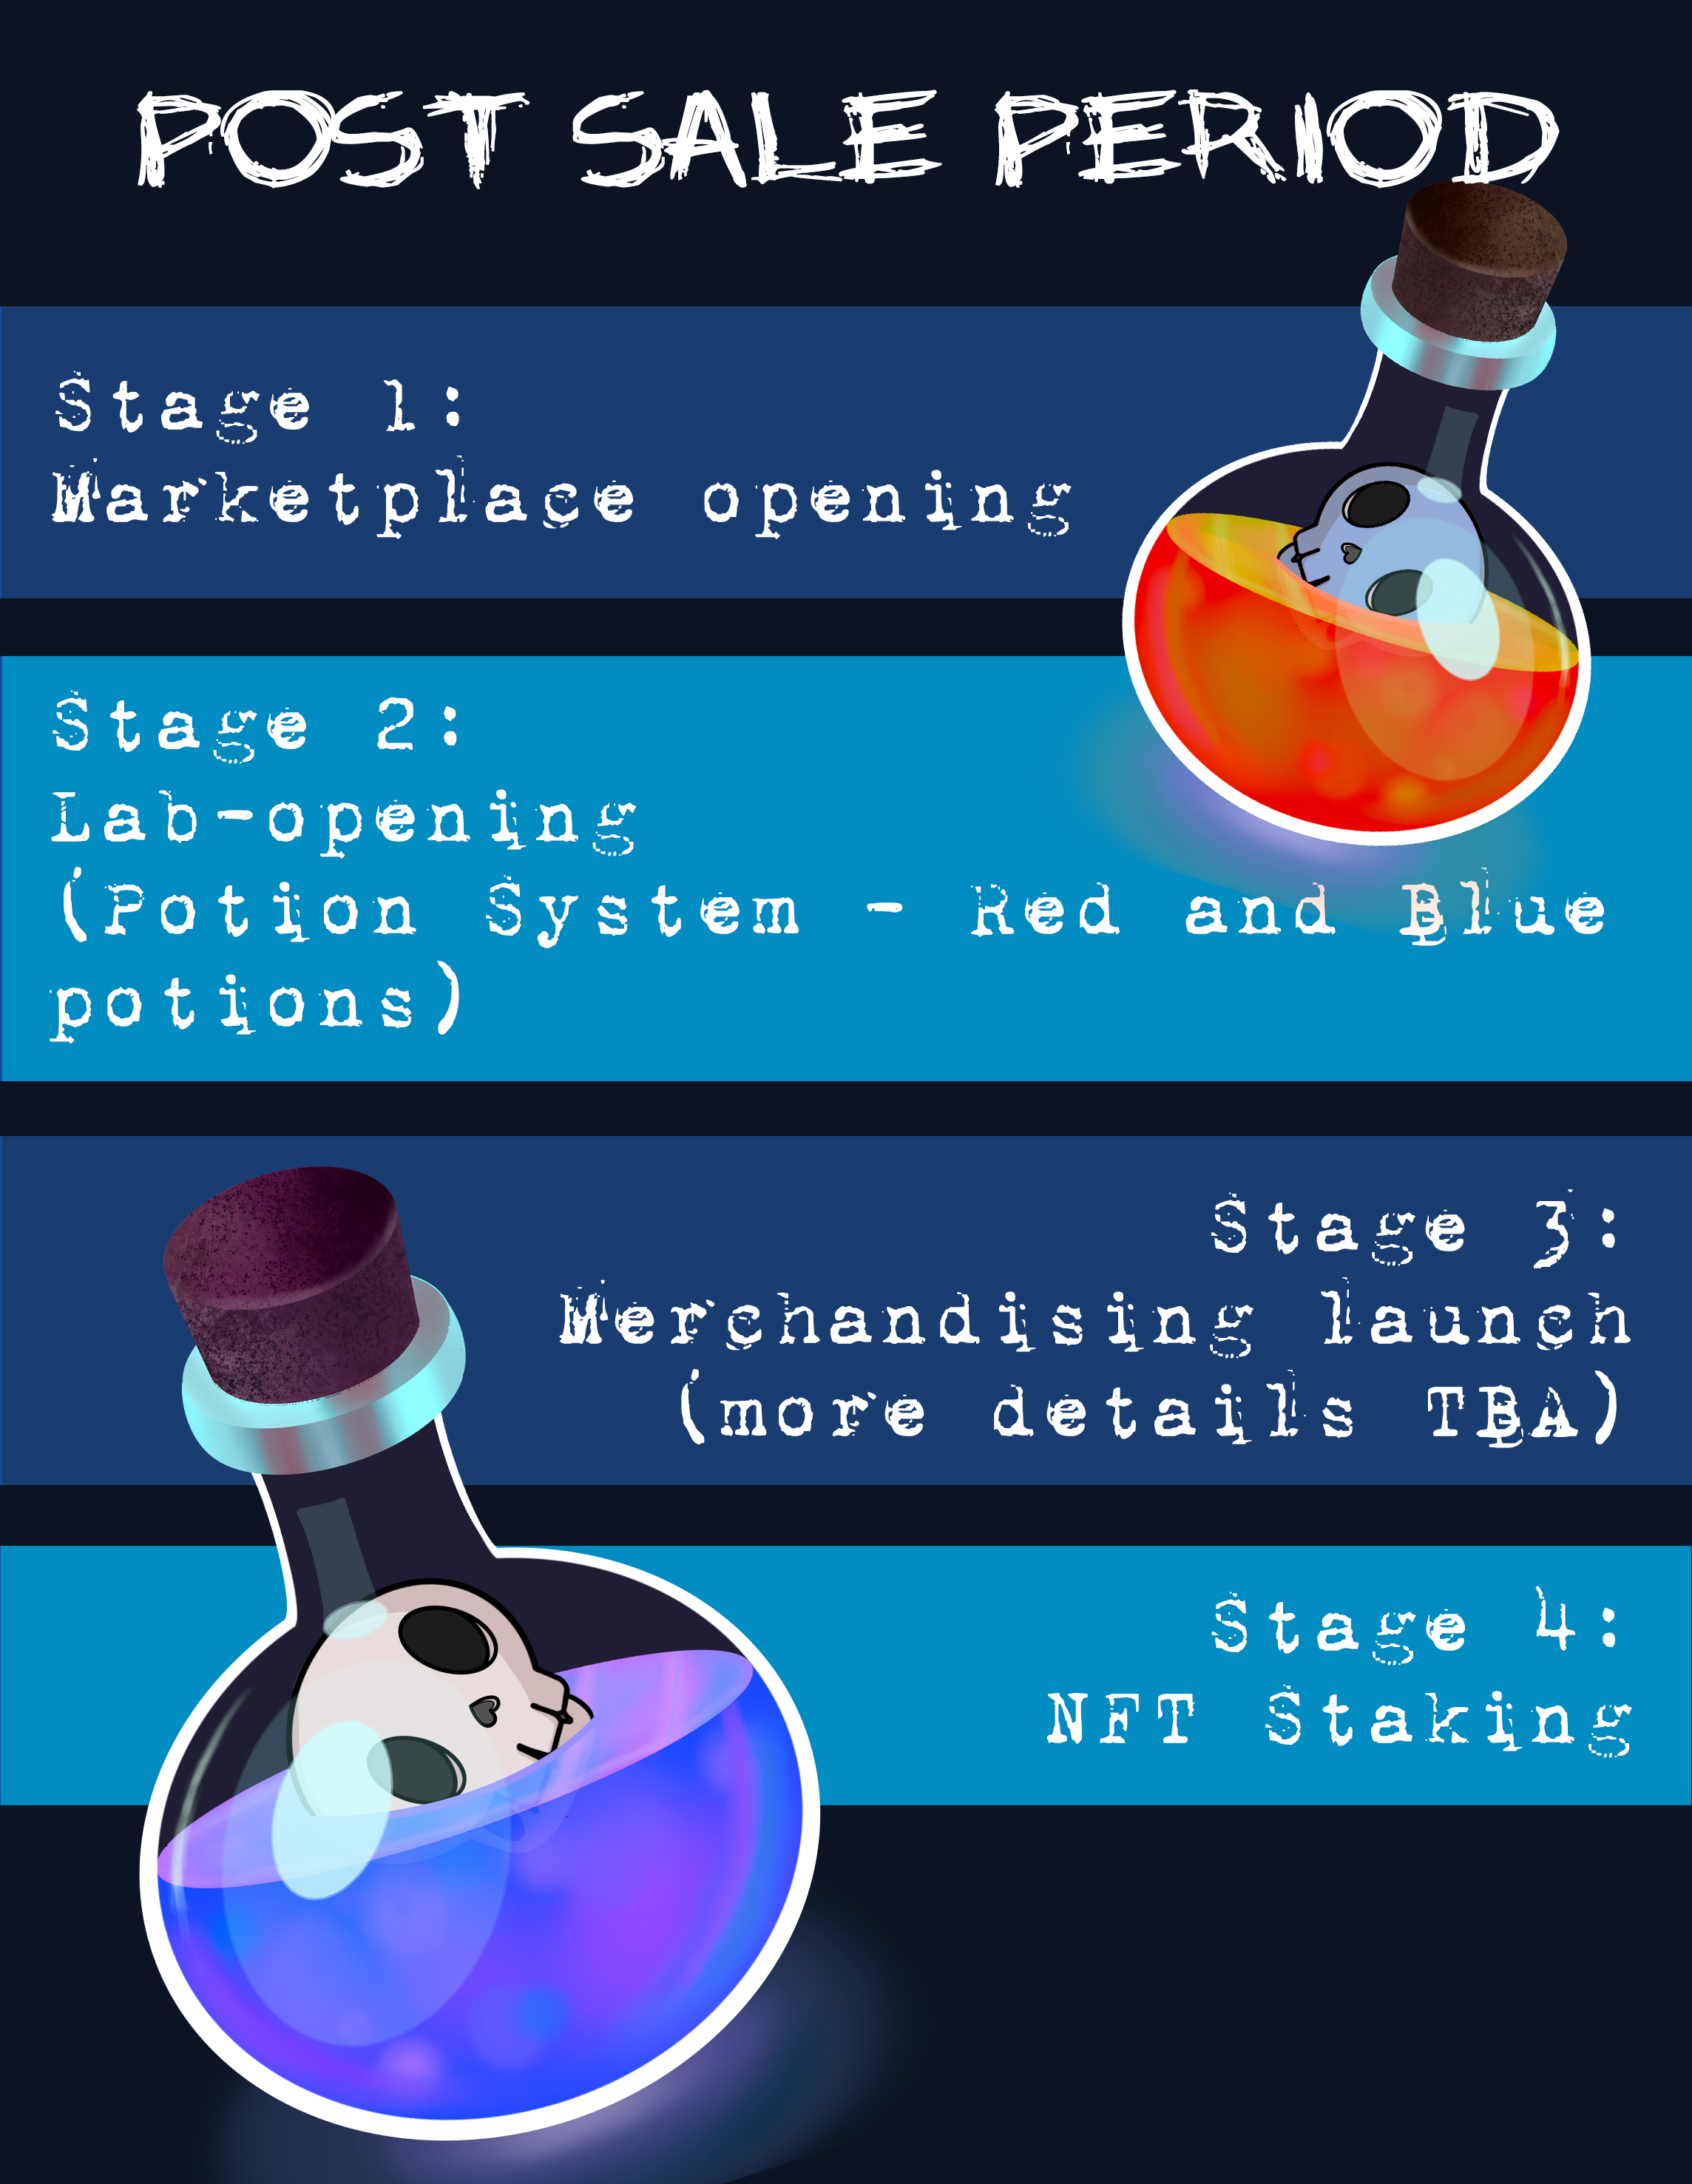 POST SALE PERIOD
Stage 1:
Marketplace opening
Stage 2:
Lab-opening
(Potion System - Red and Blue
potions)
Stage 3:
Merchandising launch
(more details TBA)
Stage 4:
NFT Staking